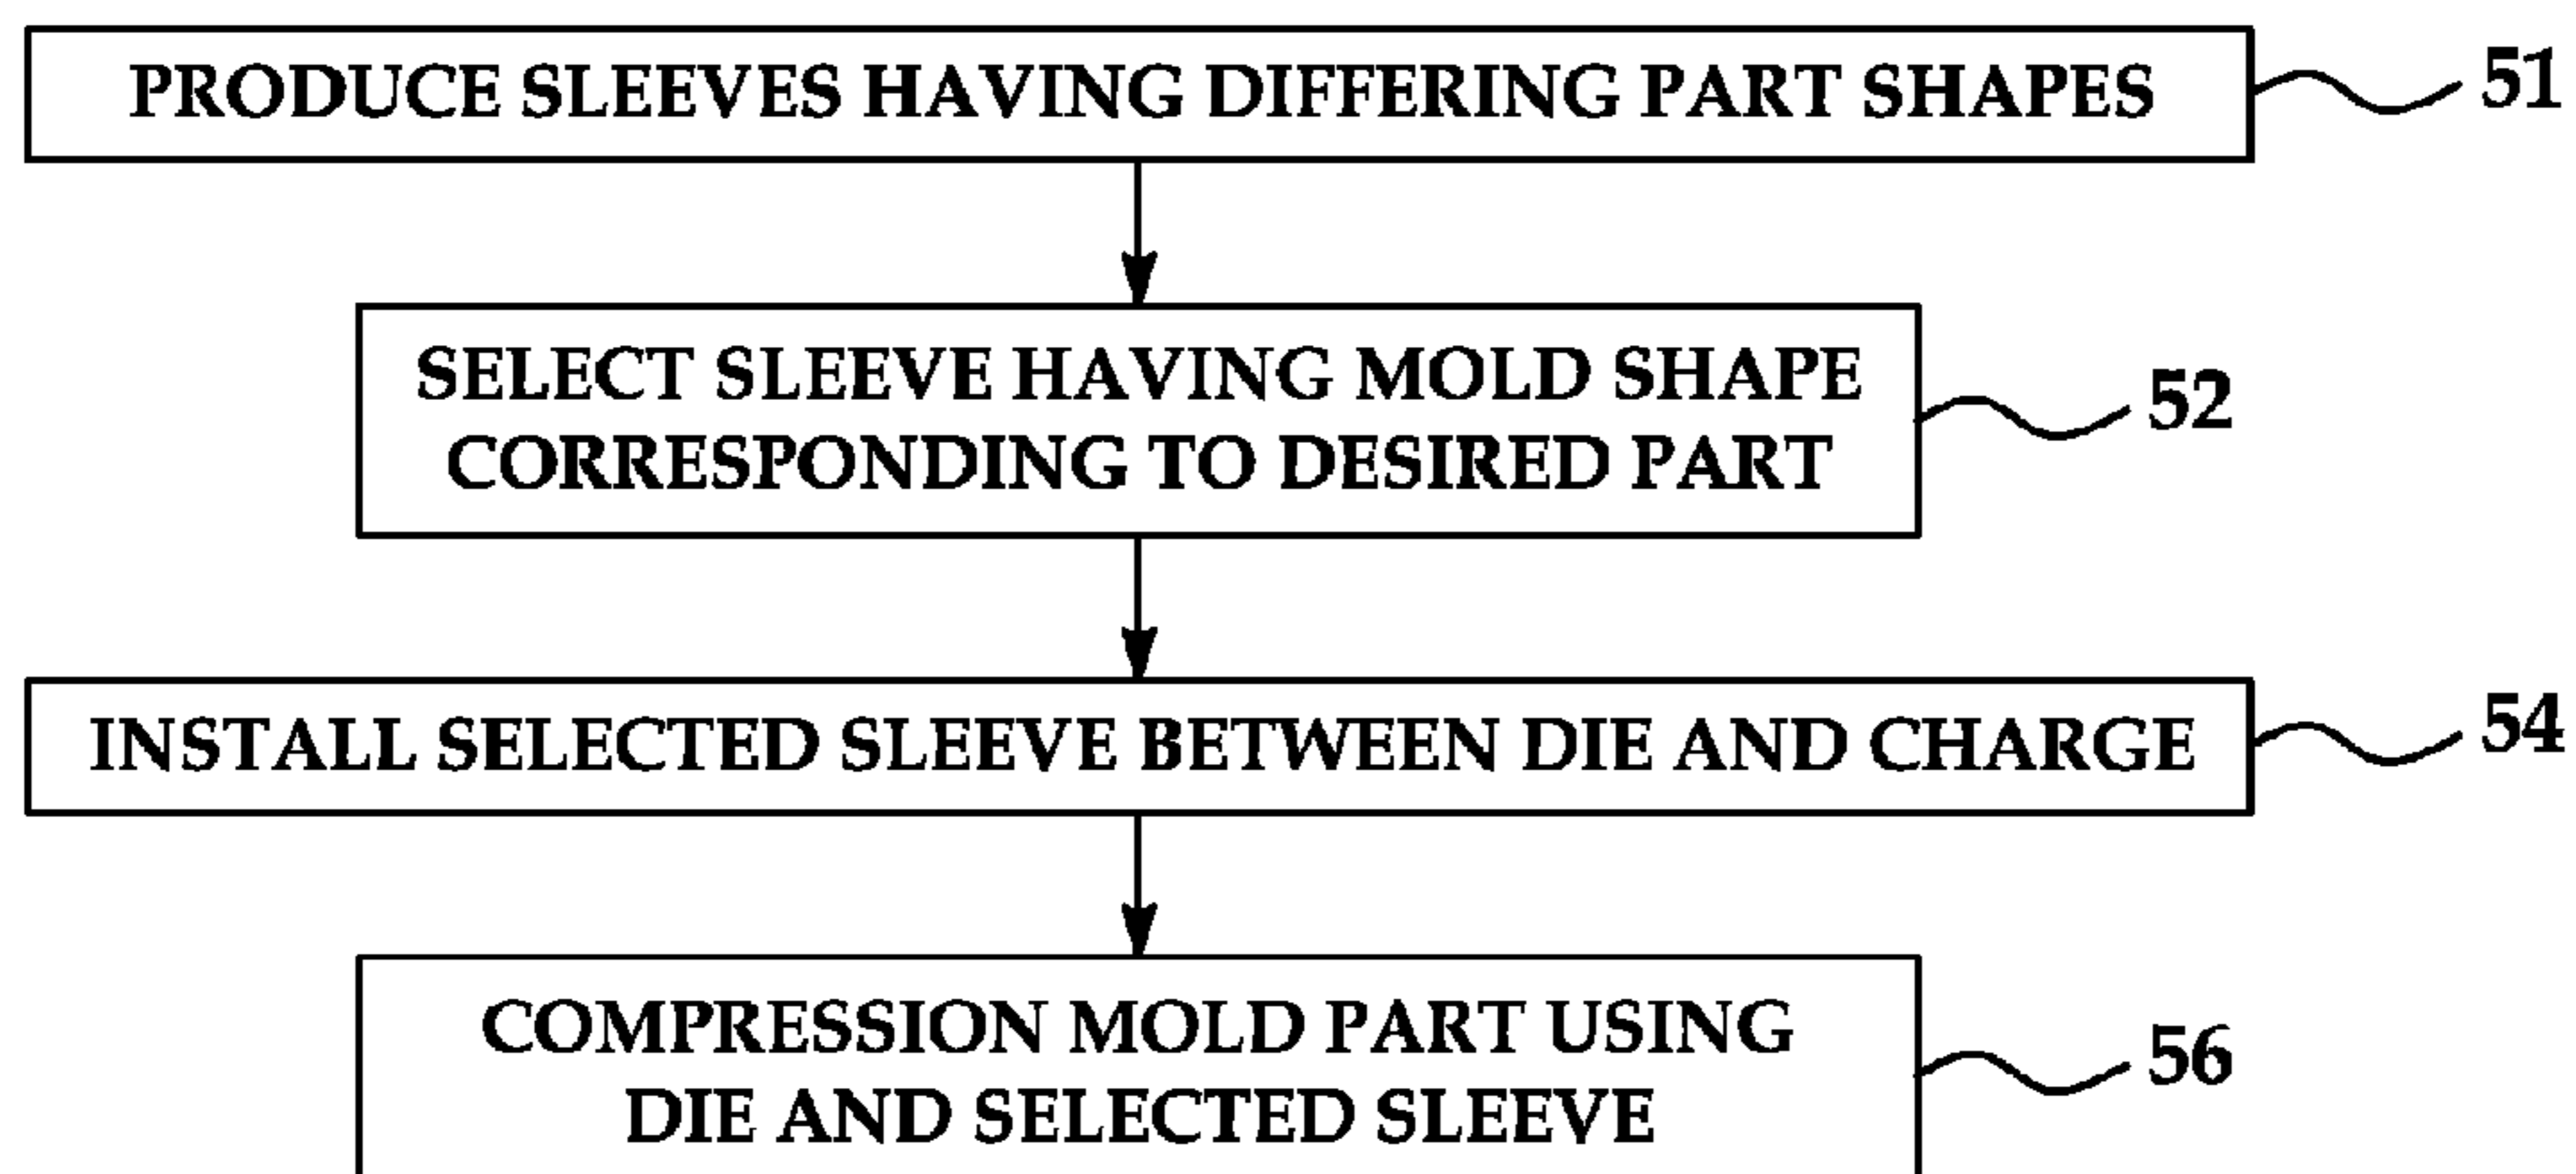 PRODUCE SLEEVES HAVING DIFFERING PART SHAPES
51
SELECT SLEEVE HAVING MOLD SHAPE
CORRESPONDING TO DESIRED PART
52
INSTALL SELECTED SLEEVE BETWEEN DIE AND CHARGE
54
COMPRESSION MOLD PART USING
DIE AND SELECTED SLEEVE
56